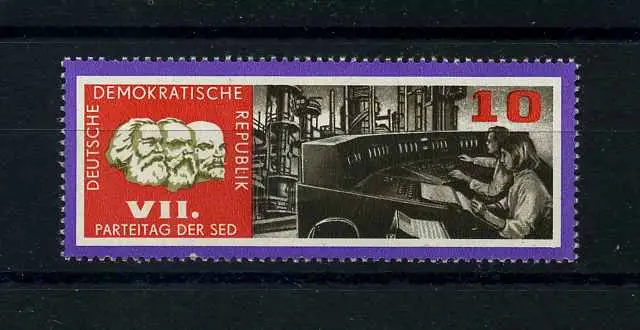 DEUTSCHE
DEMOKRATISCHE
REPUBLIK
VII.
PARTEITAG DER SED
10